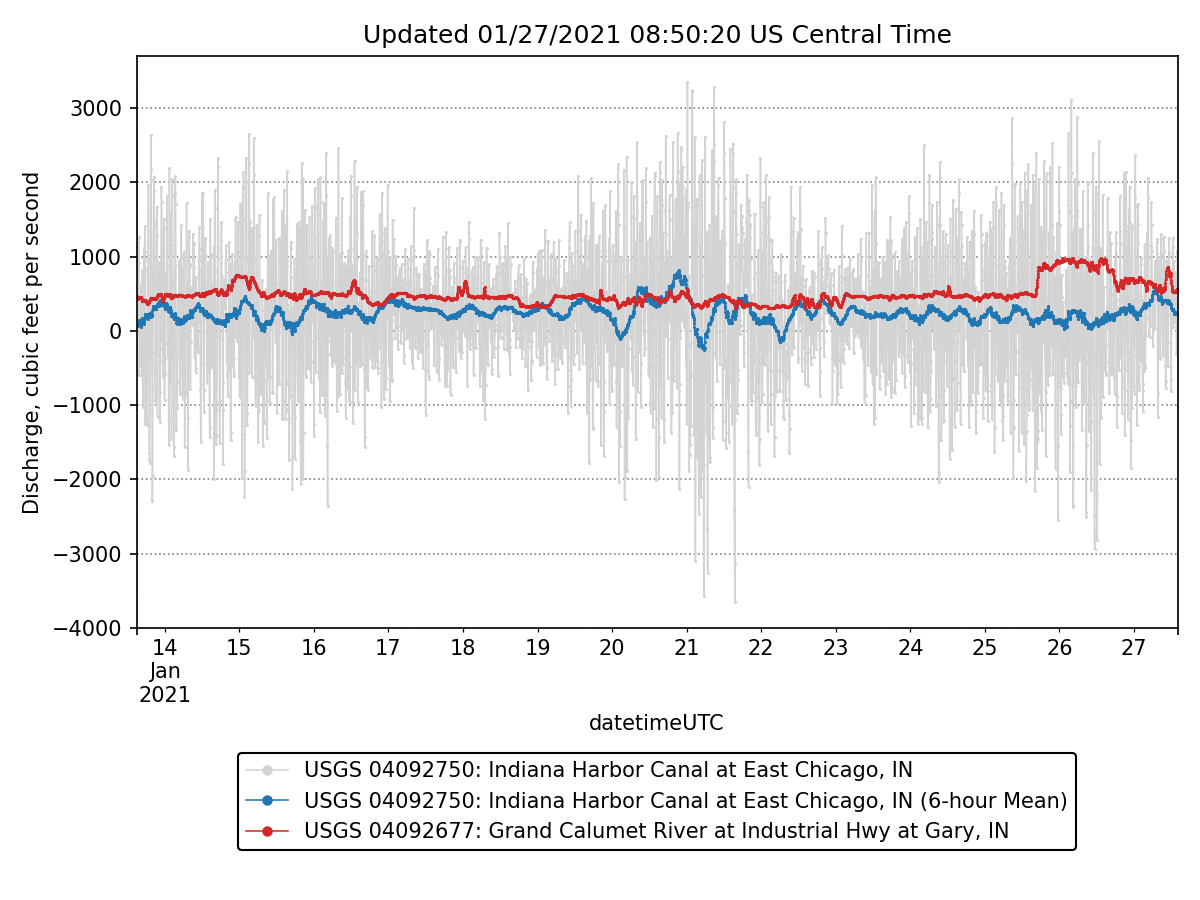 Updated 01/27/2021 08:50:20 US Central Time
Discharge, cubic feet per second
3000
2000
1000
0
−1000
−2000
−3000
−4000
14 15 16 17 18 19 20 21 22 23 24 25 26 27
Jan
2021
datetimeUTC
USGS 04092750: Indiana Harbor Canal at East Chicago, IN
USGS 04092750: Indiana Harbor Canal at East Chicago, IN (6-hour Mean)
USGS 04092677: Grand Calumet River at Industrial Hwy at Gary, IN